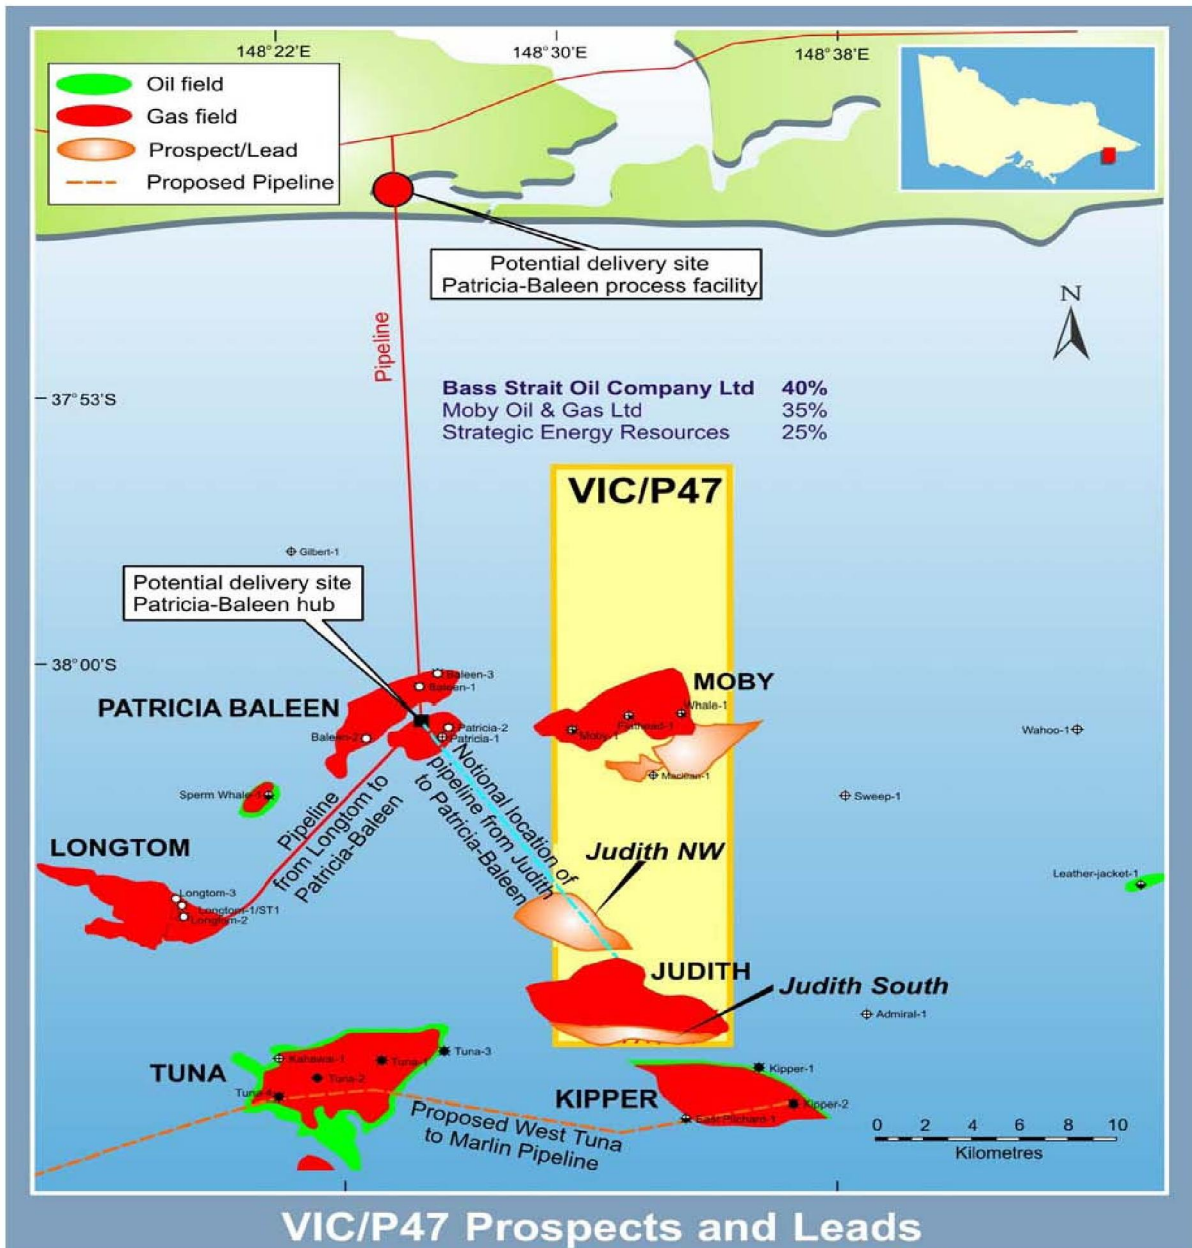 148°22'E
148°30'E
148°38'E
Oil field
Gas field
Prospect/Lead
Proposed Pipeline
Potential delivery site
Patricia-Baleen process facility
N
Pipeline
37°53'S
Bass Strait Oil Company Ltd 40%
Moby Oil & Gas Ltd 35%
Strategic Energy Resources 25%
VIC/P47
Gilbert-1
Potential delivery site
Patricia-Baleen hub
38°00'S
Baleen-3
Baleen-1
MOBY
PATRICIA BALEEN
Whale-1
Flathead-1
Patricia-2
Moby-1
Baleen-2
Patricia-1
Wahoo-1
Notional location of
pipeline from Judith
to Patricia-Baleen
Maclean-1
Sperm Whale-1
Sweep-1
Pipeline
from Longtom to
Patricia-Baleen
LONGTOM
Judith NW
Leather-jacket-1
Longtom-3
Longtom-1/ST1
Longtom-2
JUDITH
Judith South
Admiral-1
TUNA
Kahawai-1
Tuna-1
Tuna-3
Tuna-2
Tuna-4
Kipper-1
KIPPER
Kipper-2
East Pilchard-1
Proposed West Tuna
to Marlin Pipeline
0 2 4 6 8 10
Kilometres
VIC/P47 Prospects and Leads